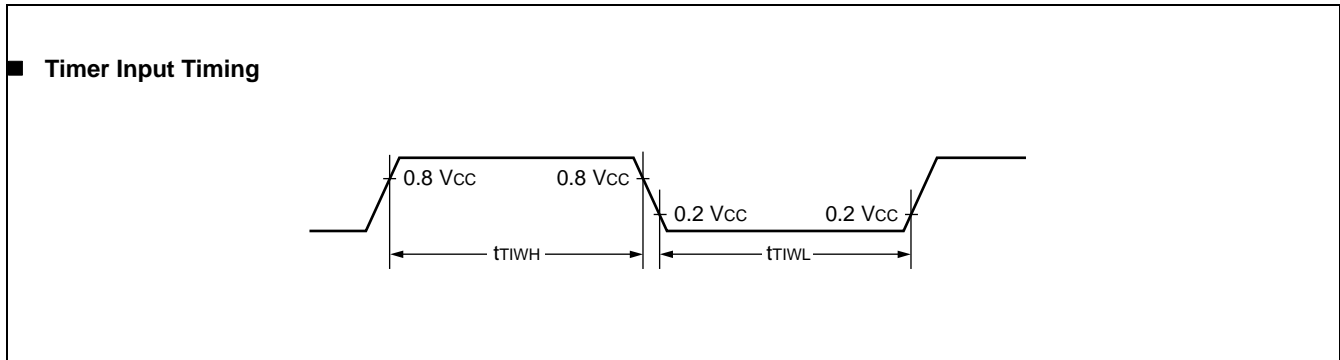 ■ Timer Input Timing
0.8 VCC 0.8 VCC
0.2 VCC 0.2 VCC
tTIWH tTIWL